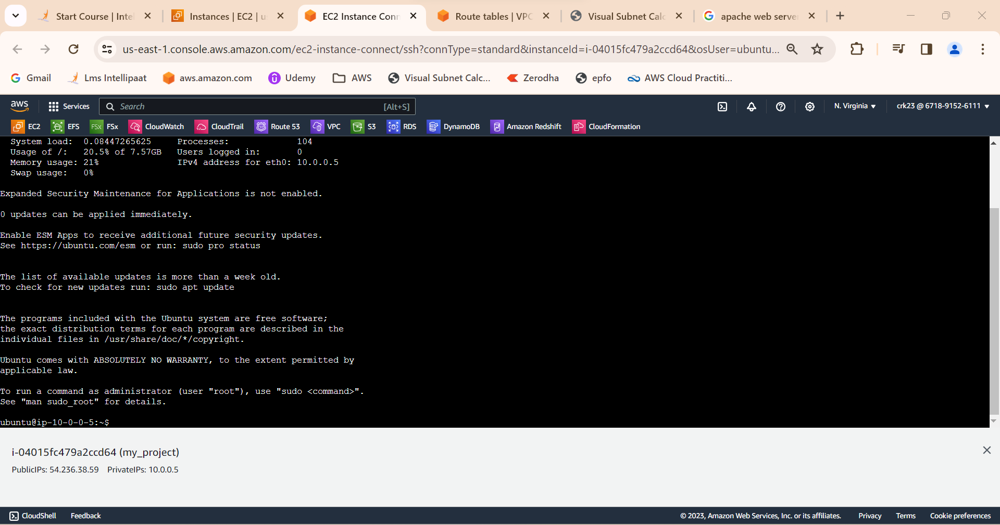 Start Course | Inte
Instances | EC2 | u
EC2 Instance Conn
Route tables | VPC
Visual Subnet Calc
apache web serve
us-east-1.console.aws.amazon.com/ec2-instance-connect/ssh?connType=standard&instanceId=i-04015fc479a2ccd64&osUser=ubuntu...
Gmail
Lms Intellipaat
aws.amazon.com
Udemy
AWS
Visual Subnet Calc...
Zerodha
epfo
AWS Cloud Practiti...
aws
Services
Search
[Alt+S]
N. Virginia
crk23 @ 6718-9152-6111
EC2
EFS
FSx
FSx
CloudWatch
CloudTrail
Route 53
VPC
S3
RDS
DynamoDB
Amazon Redshift
CloudFormation
System load: 0.08447265625 Processes: 104
Usage of /: 20.5% of 7.57GB Users logged in: 0
Memory usage: 21% IPv4 address for eth0: 10.0.0.5
Swap usage: 0%
Expanded Security Maintenance for Applications is not enabled.
0 updates can be applied immediately.
Enable ESM Apps to receive additional future security updates.
See https://ubuntu.com/esm or run: sudo pro status
The list of available updates is more than a week old.
To check for new updates run: sudo apt update
The programs included with the Ubuntu system are free software;
the exact distribution terms for each program are described in the
individual files in /usr/share/doc/*/copyright.
Ubuntu comes with ABSOLUTELY NO WARRANTY, to the extent permitted by
applicable law.
To run a command as administrator (user "root"), use "sudo <command>".
See "man sudo_root" for details.
ubuntu@ip-10-0-0-5:~$
i-04015fc479a2ccd64 (my_project)
PublicIPs: 54.236.38.59 PrivateIPs: 10.0.0.5
CloudShell
Feedback
© 2023, Amazon Web Services, Inc. or its affiliates.
Privacy
Terms
Cookie preferences